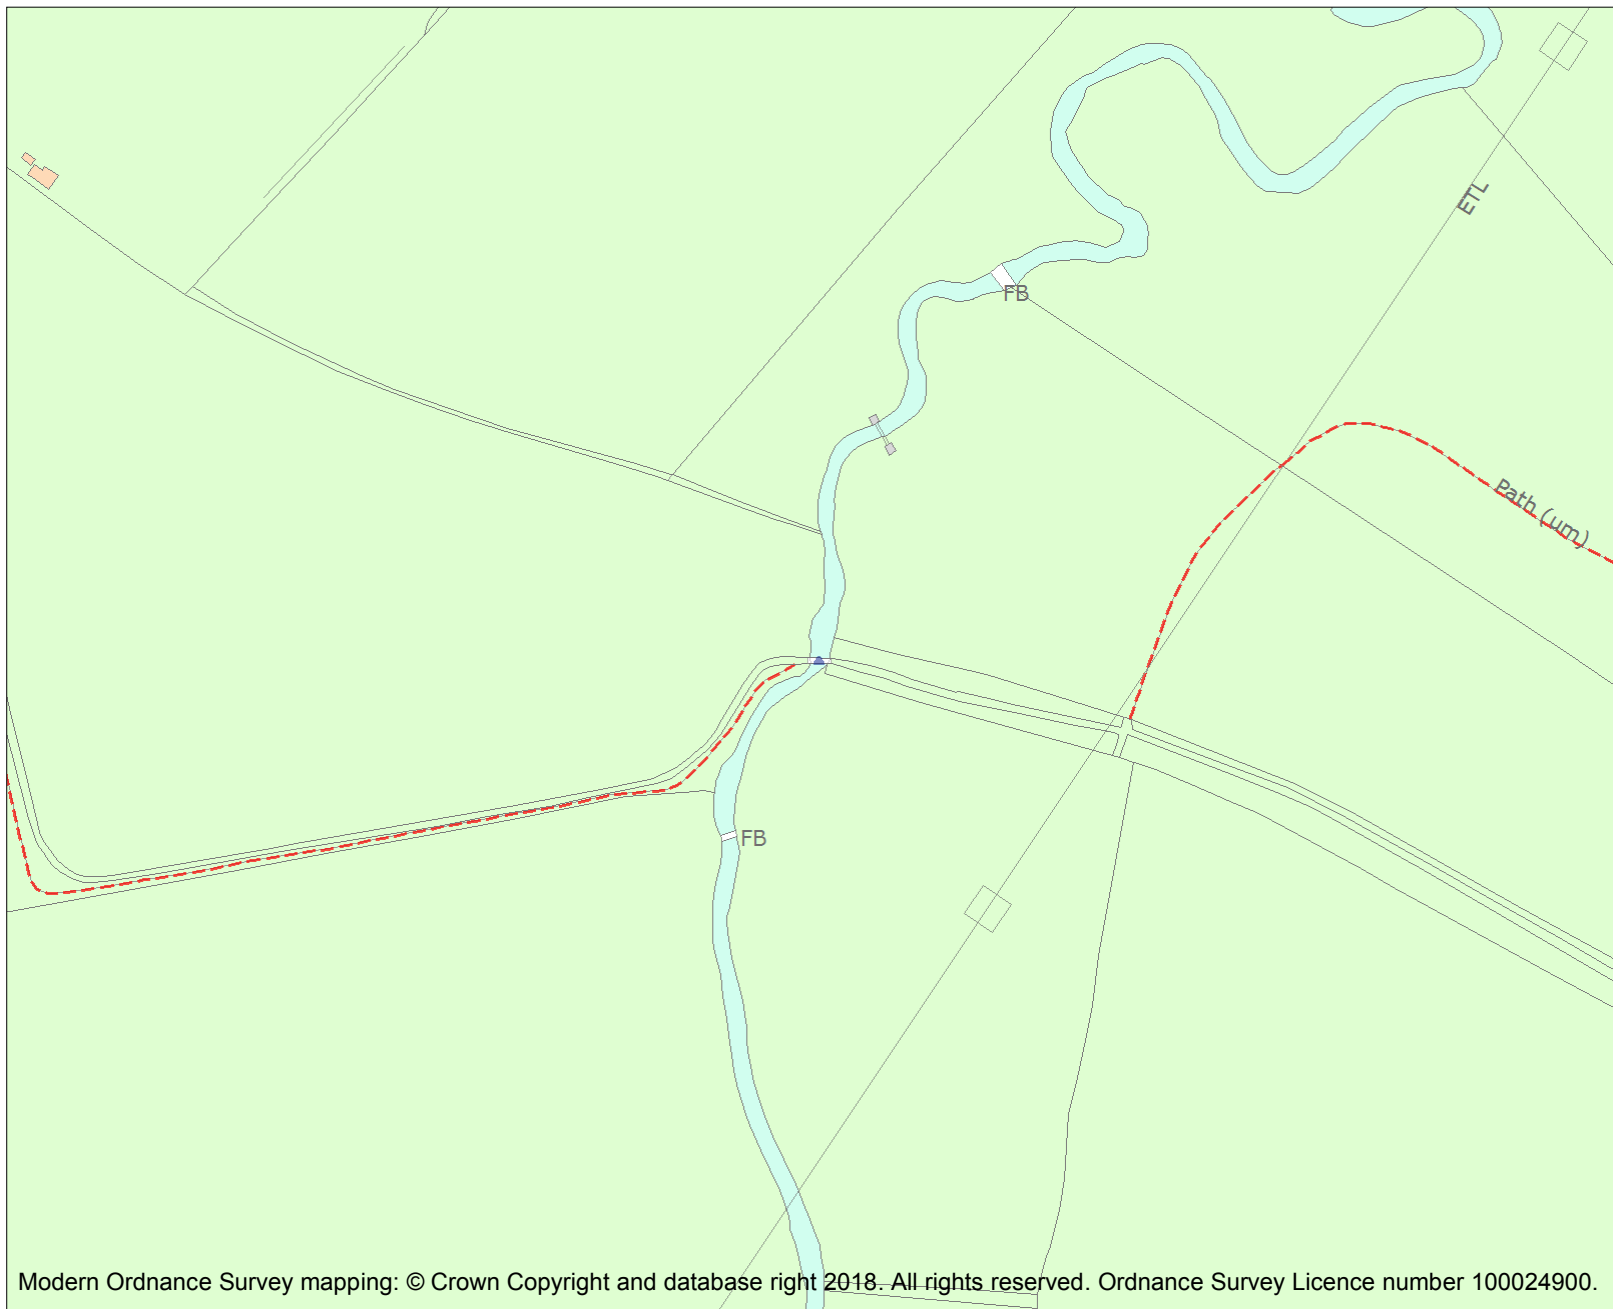 ETL
FB
Path (um)
FB
Modern Ordnance Survey mapping: © Crown Copyright and database right 2018. All rights reserved. Ordnance Survey Licence number 100024900.